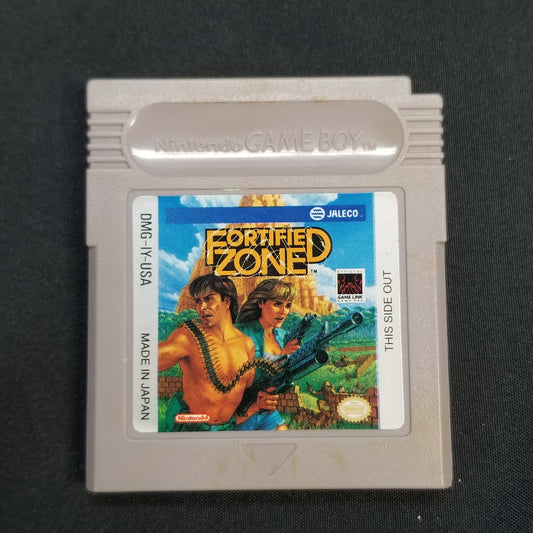 Nintendo GAME BOY TM
JALECO
FORTIFIED
ZONE TM
DMG-IY-USA
MADE IN JAPAN
THIS SIDE OUT
OFFICIAL
GAME LINK
Nintendo